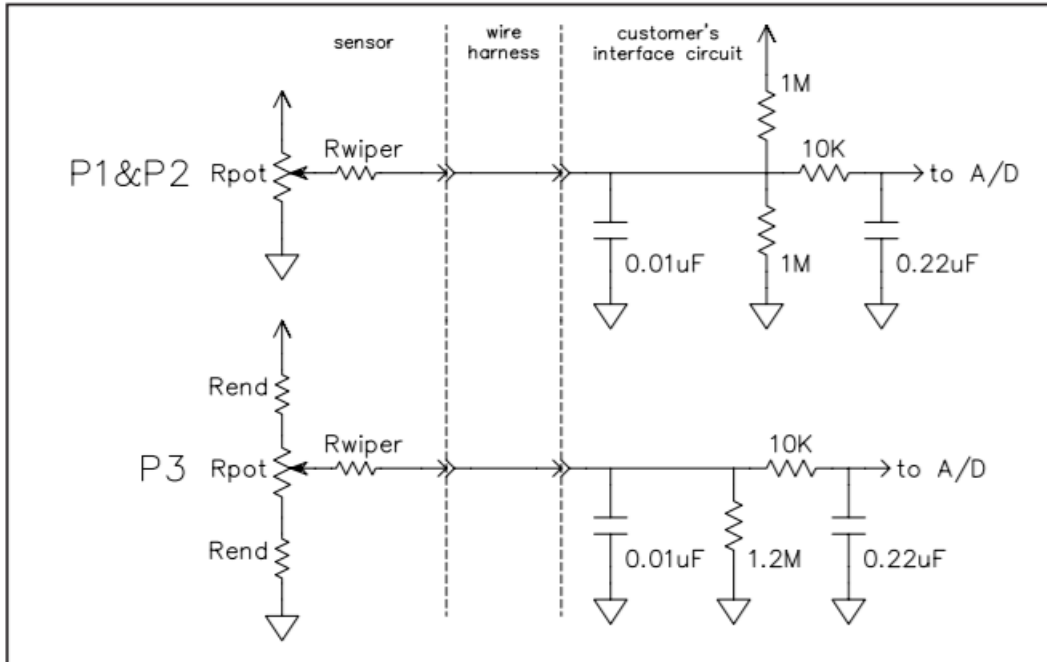 sensor
wire
harness
customer's
interface circuit
1M
P1&P2
Rpot
Rwiper
10K
to A/D
0.01uF
1M
0.22uF
Rend
P3
Rpot
Rwiper
10K
to A/D
Rend
0.01uF
1.2M
0.22uF